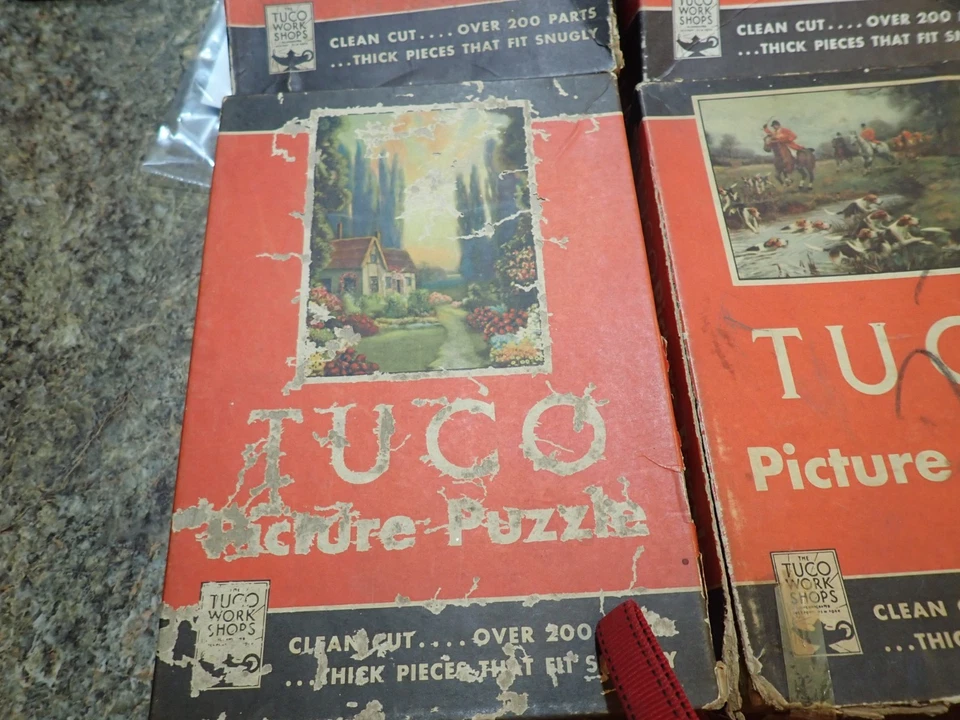 TUCO
WORK
SHOPS
CLEAN CUT.... OVER 200 PARTS
...THICK PIECES THAT FIT SNUGLY
TUCO
WORK
SHOPS
CLEAN CUT.... OVER 200
...THICK PIECES THAT FIT
TUCO
Picture Puzzle
THE
TUCO
WORK
SHOPS
CLEAN CUT.... OVER 200
...THICK PIECES THAT FIT
TUC
Picture
THE
TUCO
WORK
SHOPS
CLEAN